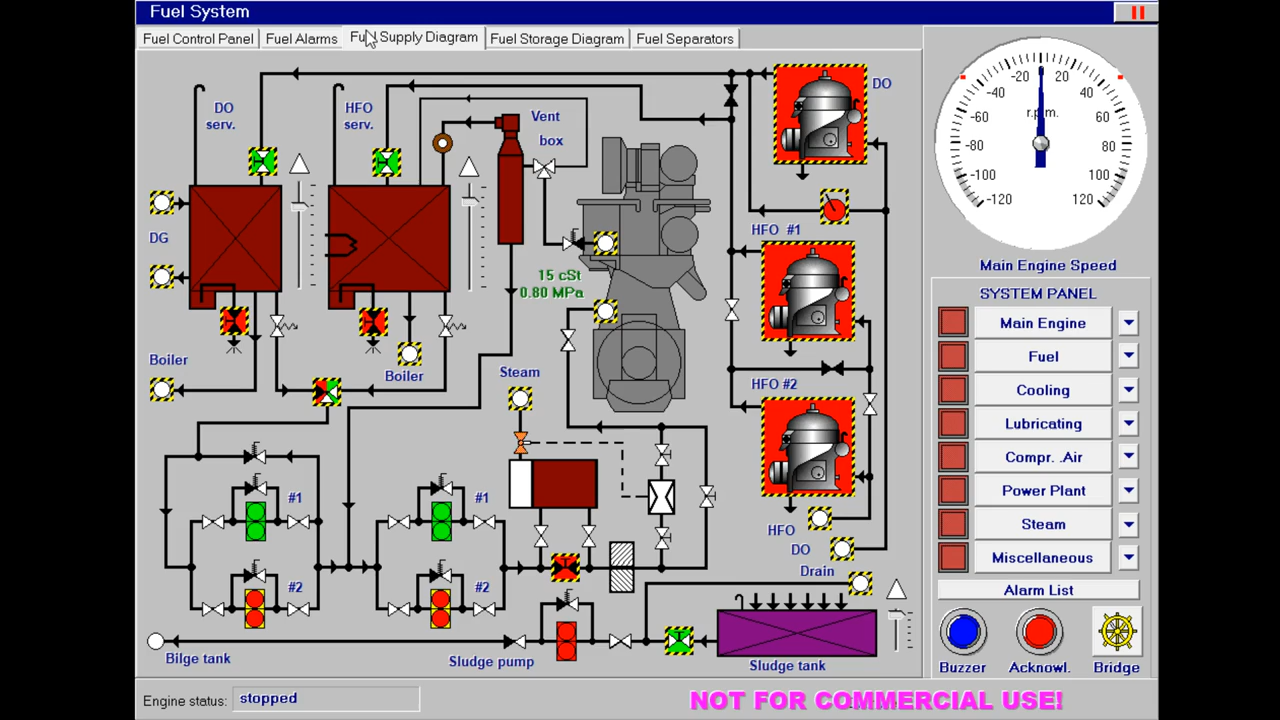 Fuel System
Fuel Control Panel
Fuel Alarms
Fuel Supply Diagram
Fuel Storage Diagram
Fuel Separators
DO
serv.
HFO
serv.
Vent
box
DO
DG
HFO #1
15 cSt
0.80 MPa
Boiler
Boiler
Steam
HFO #2
#1
#1
#2
#2
HFO
DO
Drain
Bilge tank
Sludge pump
Sludge tank
-20 20
-40 40
r.p.m.
-60 60
-80 80
-100 100
-120 120
Main Engine Speed
SYSTEM PANEL
Main Engine
Fuel
Cooling
Lubricating
Compr. .Air
Power Plant
Steam
Miscellaneous
Alarm List
Buzzer
Acknowl.
Bridge
Engine status: stopped
NOT FOR COMMERCIAL USE!